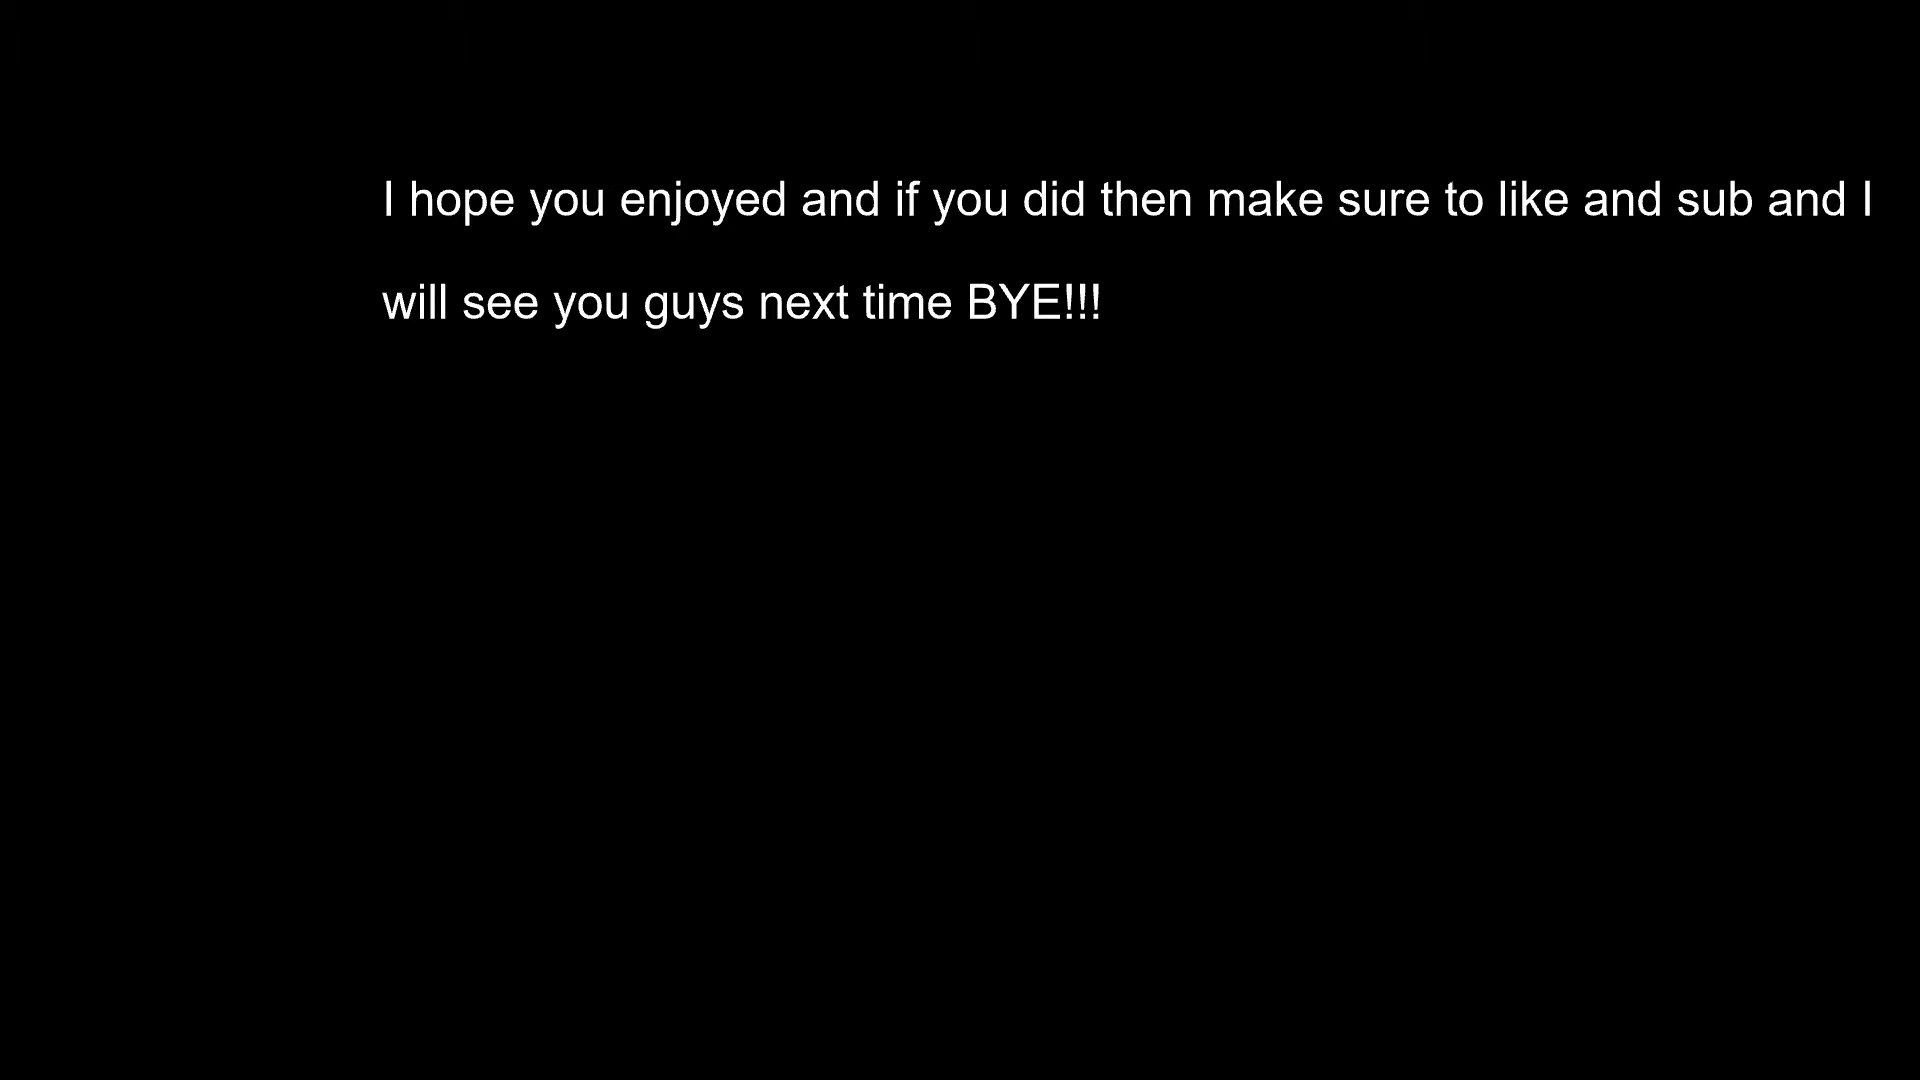 I hope you enjoyed and if you did then make sure to like and sub and I
will see you guys next time BYE!!!